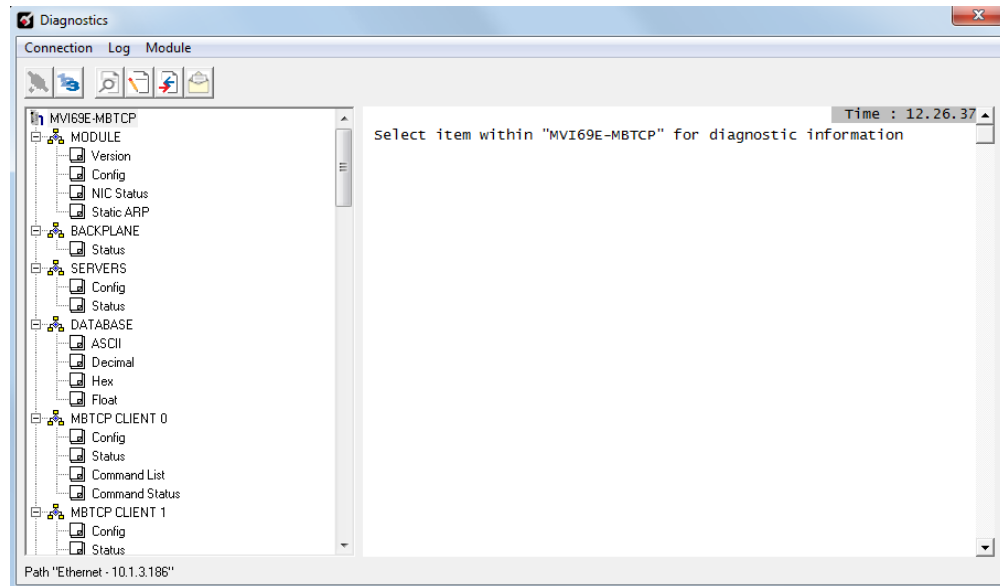 Diagnostics
Connection Log Module
MVI69E-MBTCP
MODULE
Version
Config
NIC Status
Static ARP
BACKPLANE
Status
SERVERS
Config
Status
DATABASE
ASCII
Decimal
Hex
Float
MBTCP CLIENT 0
Config
Status
Command List
Command Status
MBTCP CLIENT 1
Config
Status
Time : 12.26.37
Select item within "MVI69E-MBTCP" for diagnostic information
Path "Ethernet - 10.1.3.186"